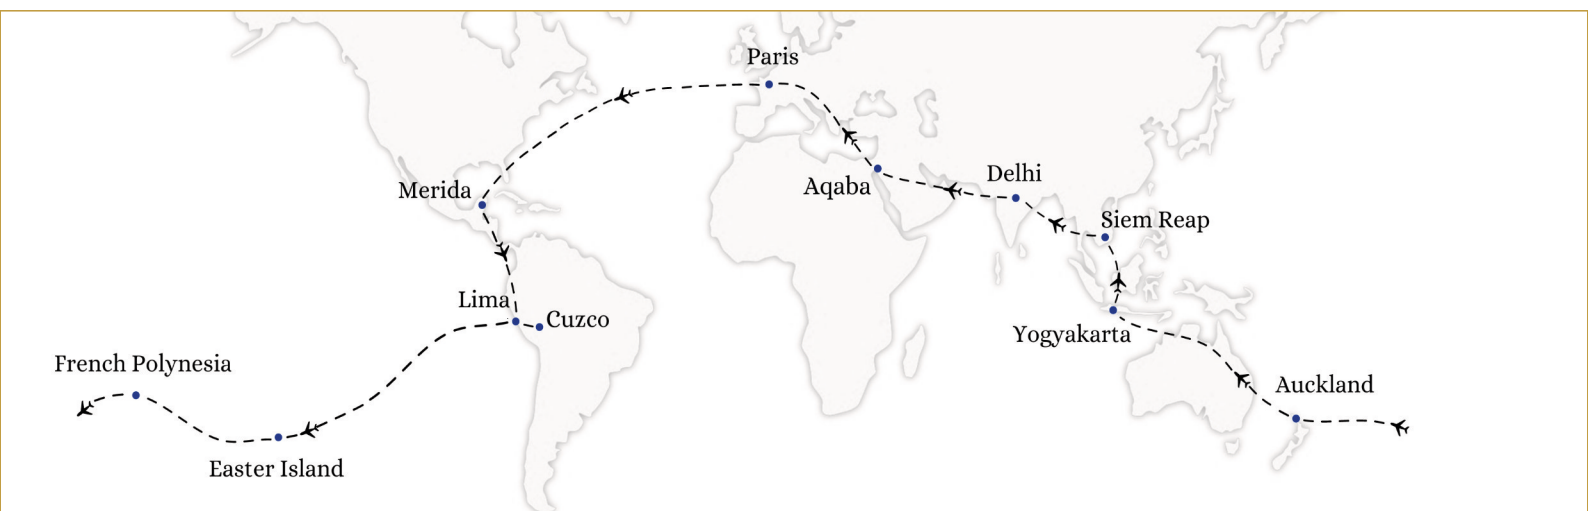 Paris
Delhi
Aqaba
Merida
Siem Reap
Lima
Cuzco
Yogyakarta
French Polynesia
Auckland
Easter Island